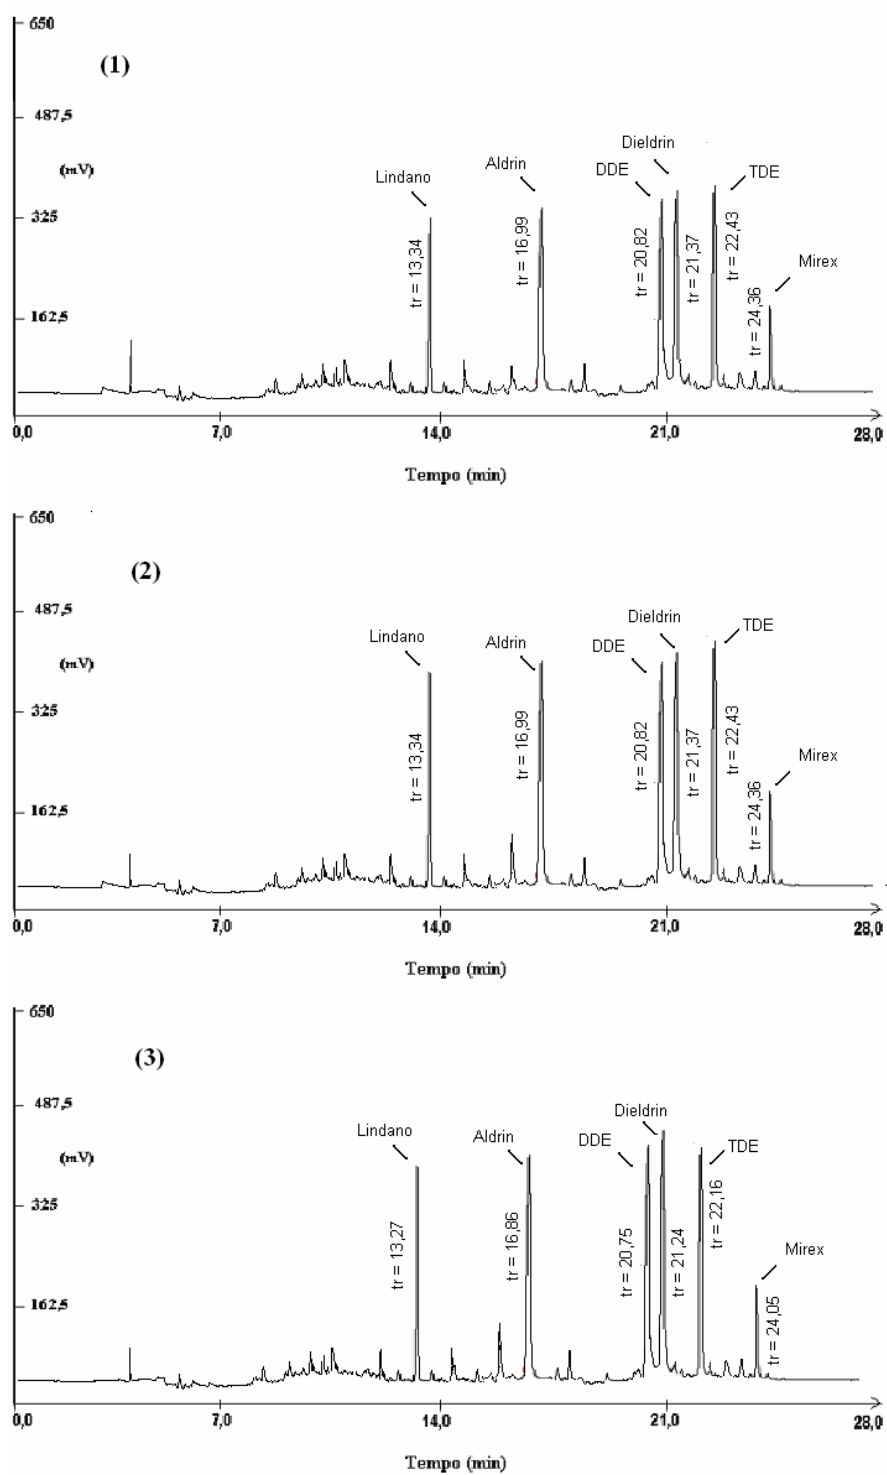 650
(1)
487,5
(mV)
Dieldrin
Aldrin
DDE
TDE
Lindano
325
tr = 13,34
tr = 16,99
tr = 20,82
tr = 21,37
tr = 22,43
tr = 24,36
Mirex
162,5
0,0 7,0 14,0 21,0 28,0
Tempo (min)
650
(2)
487,5
(mV)
Dieldrin
TDE
Lindano
Aldrin
DDE
325
tr = 13,34
tr = 16,99
tr = 20,82
tr = 21,37
tr = 22,43
tr = 24,36
Mirex
162,5
0,0 7,0 14,0 21,0 28,0
Tempo (min)
650
(3)
487,5
(mV)
Dieldrin
Lindano
Aldrin
DDE
TDE
325
tr = 13,27
tr = 16,86
tr = 20,75
tr = 21,24
tr = 22,16
Mirex
tr = 24,05
162,5
0,0 7,0 14,0 21,0 28,0
Tempo (min)